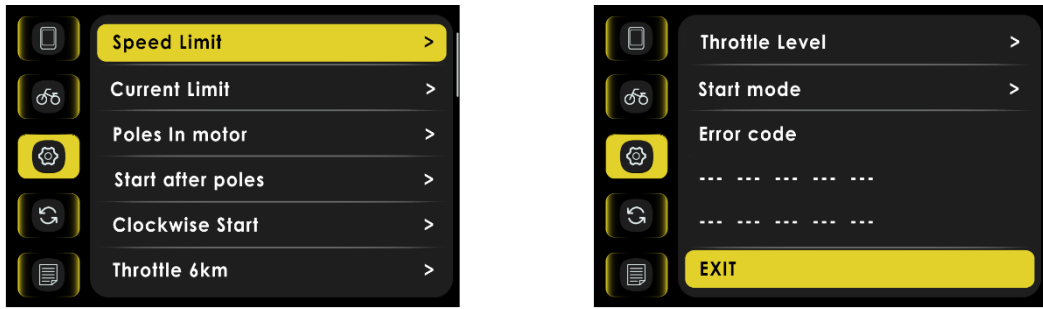 Speed Limit >
Current Limit >
Poles In motor >
Start after poles >
Clockwise Start >
Throttle 6km >
Throttle Level >
Start mode >
Error code
--- --- --- --- ---
--- --- --- --- ---
EXIT